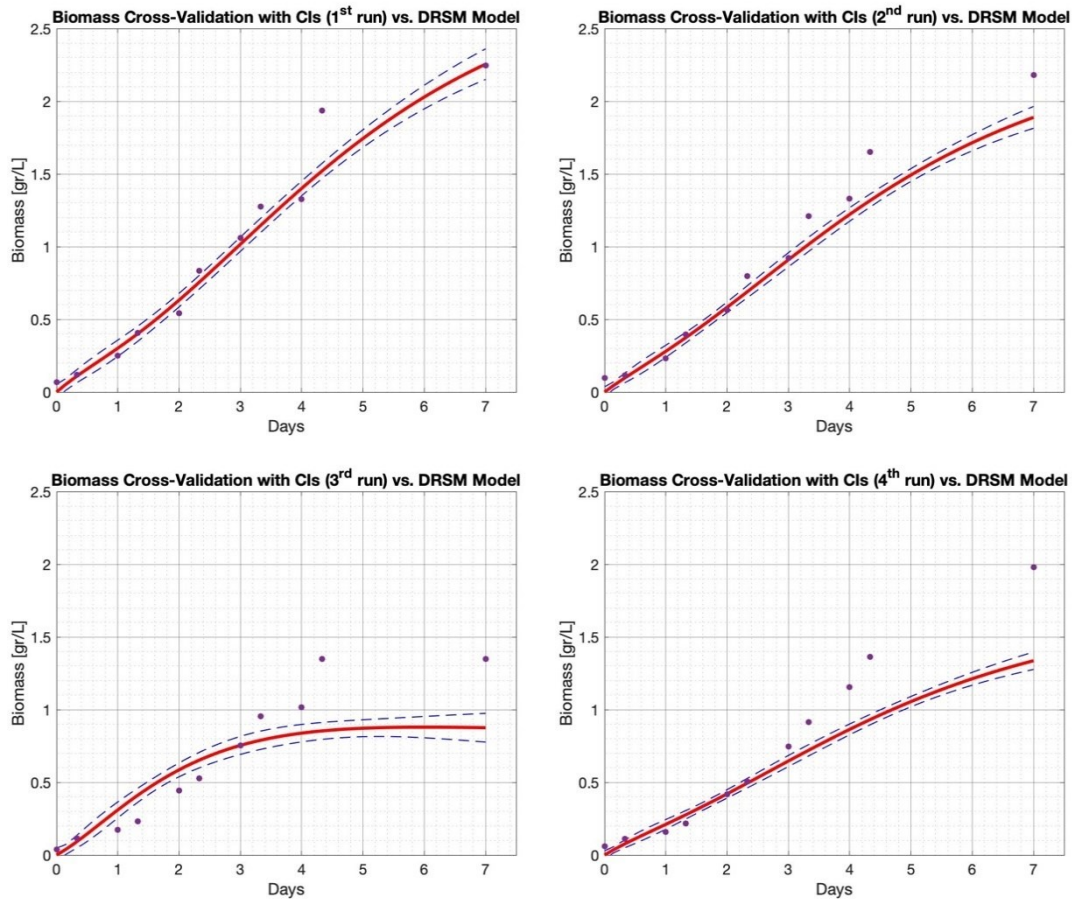 Biomass Cross-Validation with CIs (1st run) vs. DRSM Model
2.5
2
1.5
1
0.5
0
Biomass [gr/L]
0 1 2 3 4 5 6 7
Days
Biomass Cross-Validation with CIs (2nd run) vs. DRSM Model
2.5
2
1.5
1
0.5
0
Biomass [gr/L]
0 1 2 3 4 5 6 7
Days
Biomass Cross-Validation with CIs (3rd run) vs. DRSM Model
2.5
2
1.5
1
0.5
0
Biomass [gr/L]
0 1 2 3 4 5 6 7
Days
Biomass Cross-Validation with CIs (4th run) vs. DRSM Model
2.5
2
1.5
1
0.5
0
Biomass [gr/L]
0 1 2 3 4 5 6 7
Days